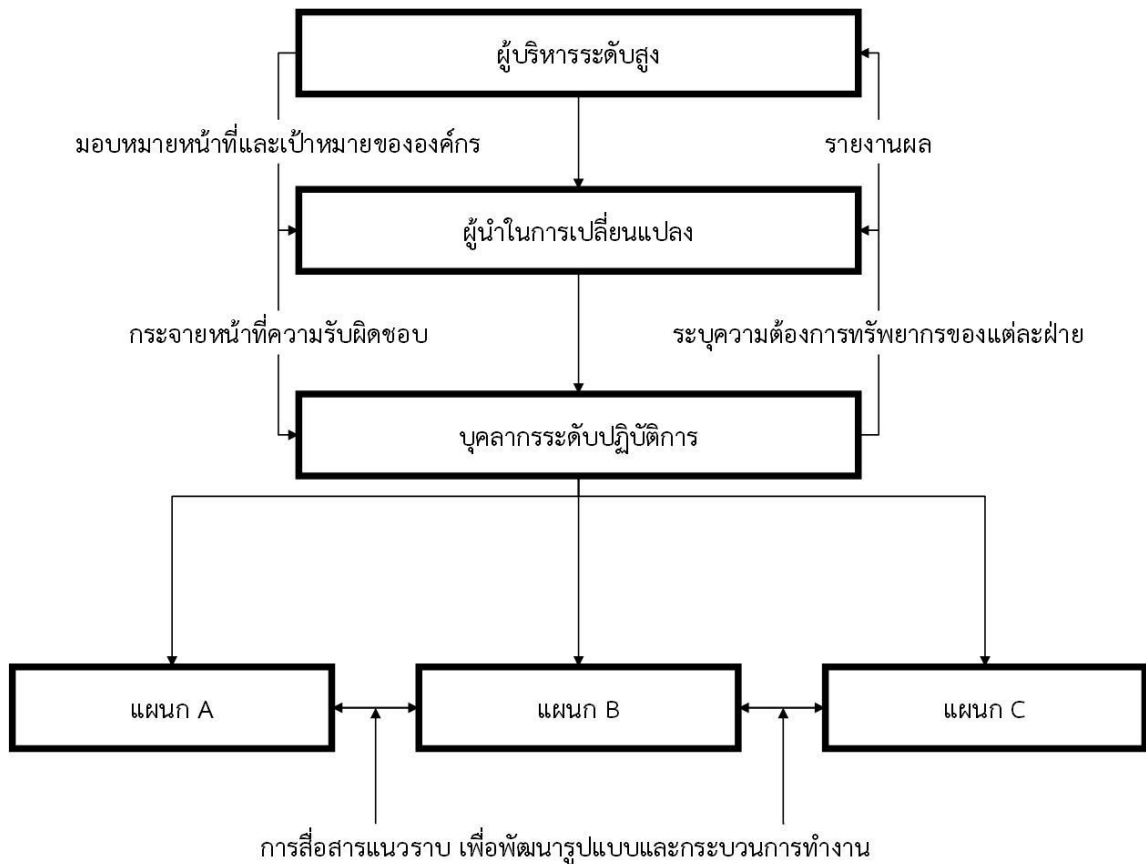 ผู้บริหารระดับสูง
มอบหมายหน้าที่และเป้าหมายขององค์กร
รายงานผล
ผู้นำในการเปลี่ยนแปลง
กระจายหน้าที่ความรับผิดชอบ
ระบุความต้องการทรัพยากรของแต่ละฝ่าย
บุคลากรระดับปฏิบัติการ
แผนก A
แผนก B
แผนก C
การสื่อสารแนวราบ เพื่อพัฒนารูปแบบและกระบวนการทำงาน